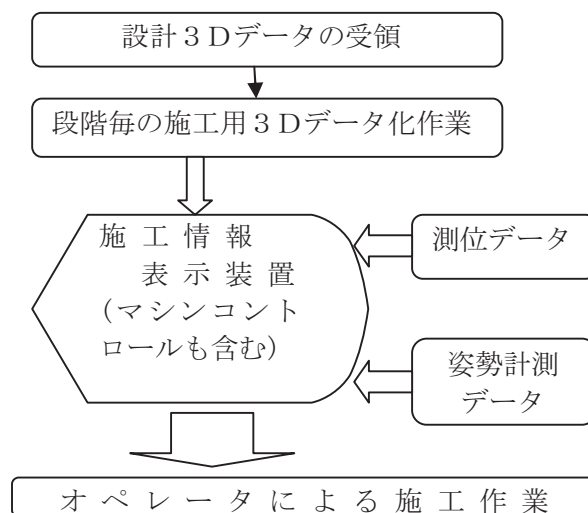 設計３Ｄデータの受領
段階毎の施工用３Ｄデータ化作業
施工情報
表示装置
(マシンコント
ロールも含む)
測位データ
姿勢計測
データ
オペレータによる施工作業